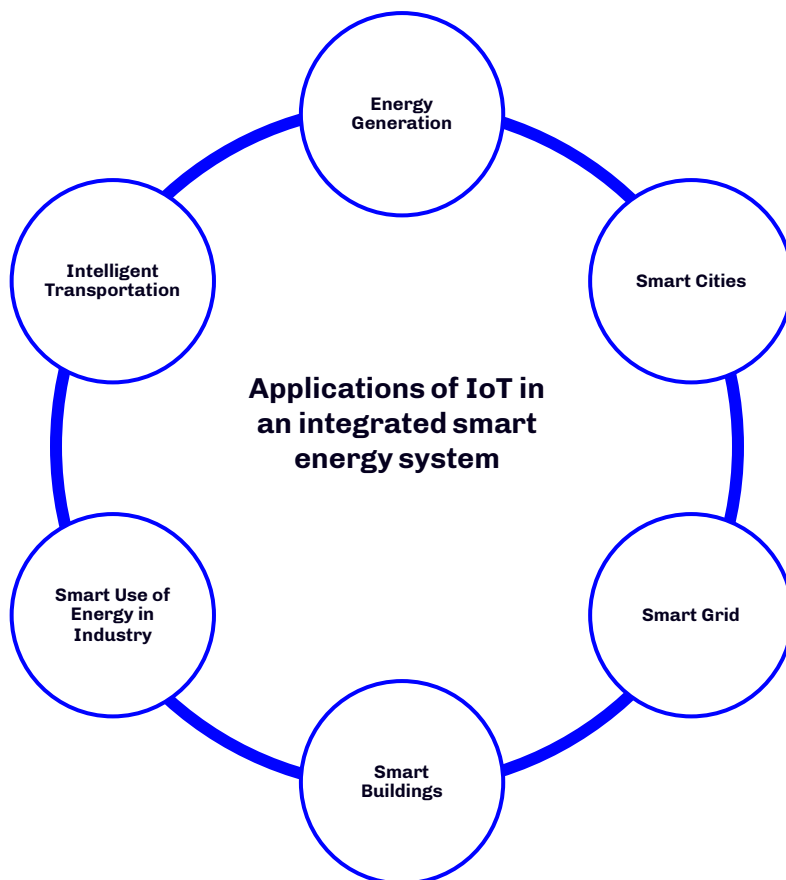 Energy
Generation
Intelligent
Transportation
Smart Cities
Applications of IoT in
an integrated smart
energy system
Smart Use of
Energy in
Industry
Smart Grid
Smart
Buildings